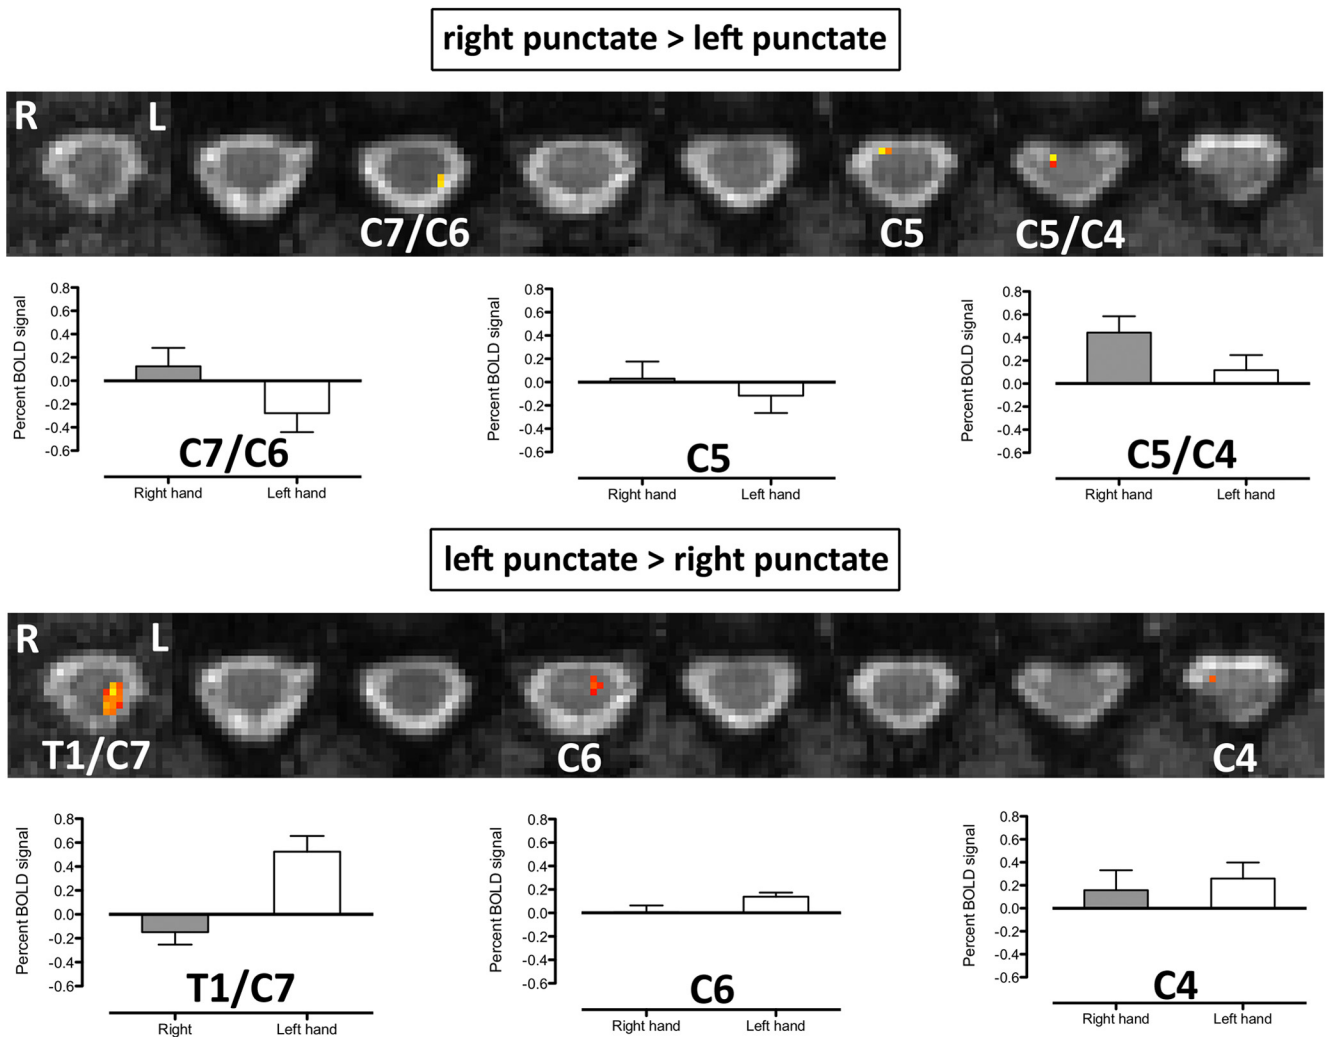 right punctate > left punctate
R L
C7/C6 C5 C5/C4
Percent BOLD signal
0.8
0.6
0.4
0.2
0.0
-0.2
-0.4
-0.6
C7/C6
Right hand Left hand
Percent BOLD signal
0.8
0.6
0.4
0.2
0.0
-0.2
-0.4
-0.6
C5
Right hand Left hand
Percent BOLD signal
0.8
0.6
0.4
0.2
0.0
-0.2
-0.4
-0.6
C5/C4
Right hand Left hand
left punctate > right punctate
R L
T1/C7 C6 C4
Percent BOLD signal
0.8
0.6
0.4
0.2
0.0
-0.2
-0.4
-0.6
T1/C7
Right Left hand
Percent BOLD signal
0.8
0.6
0.4
0.2
0.0
-0.2
-0.4
-0.6
C6
Right hand Left hand
Percent BOLD signal
0.8
0.6
0.4
0.2
0.0
-0.2
-0.4
-0.6
C4
Right hand Left hand